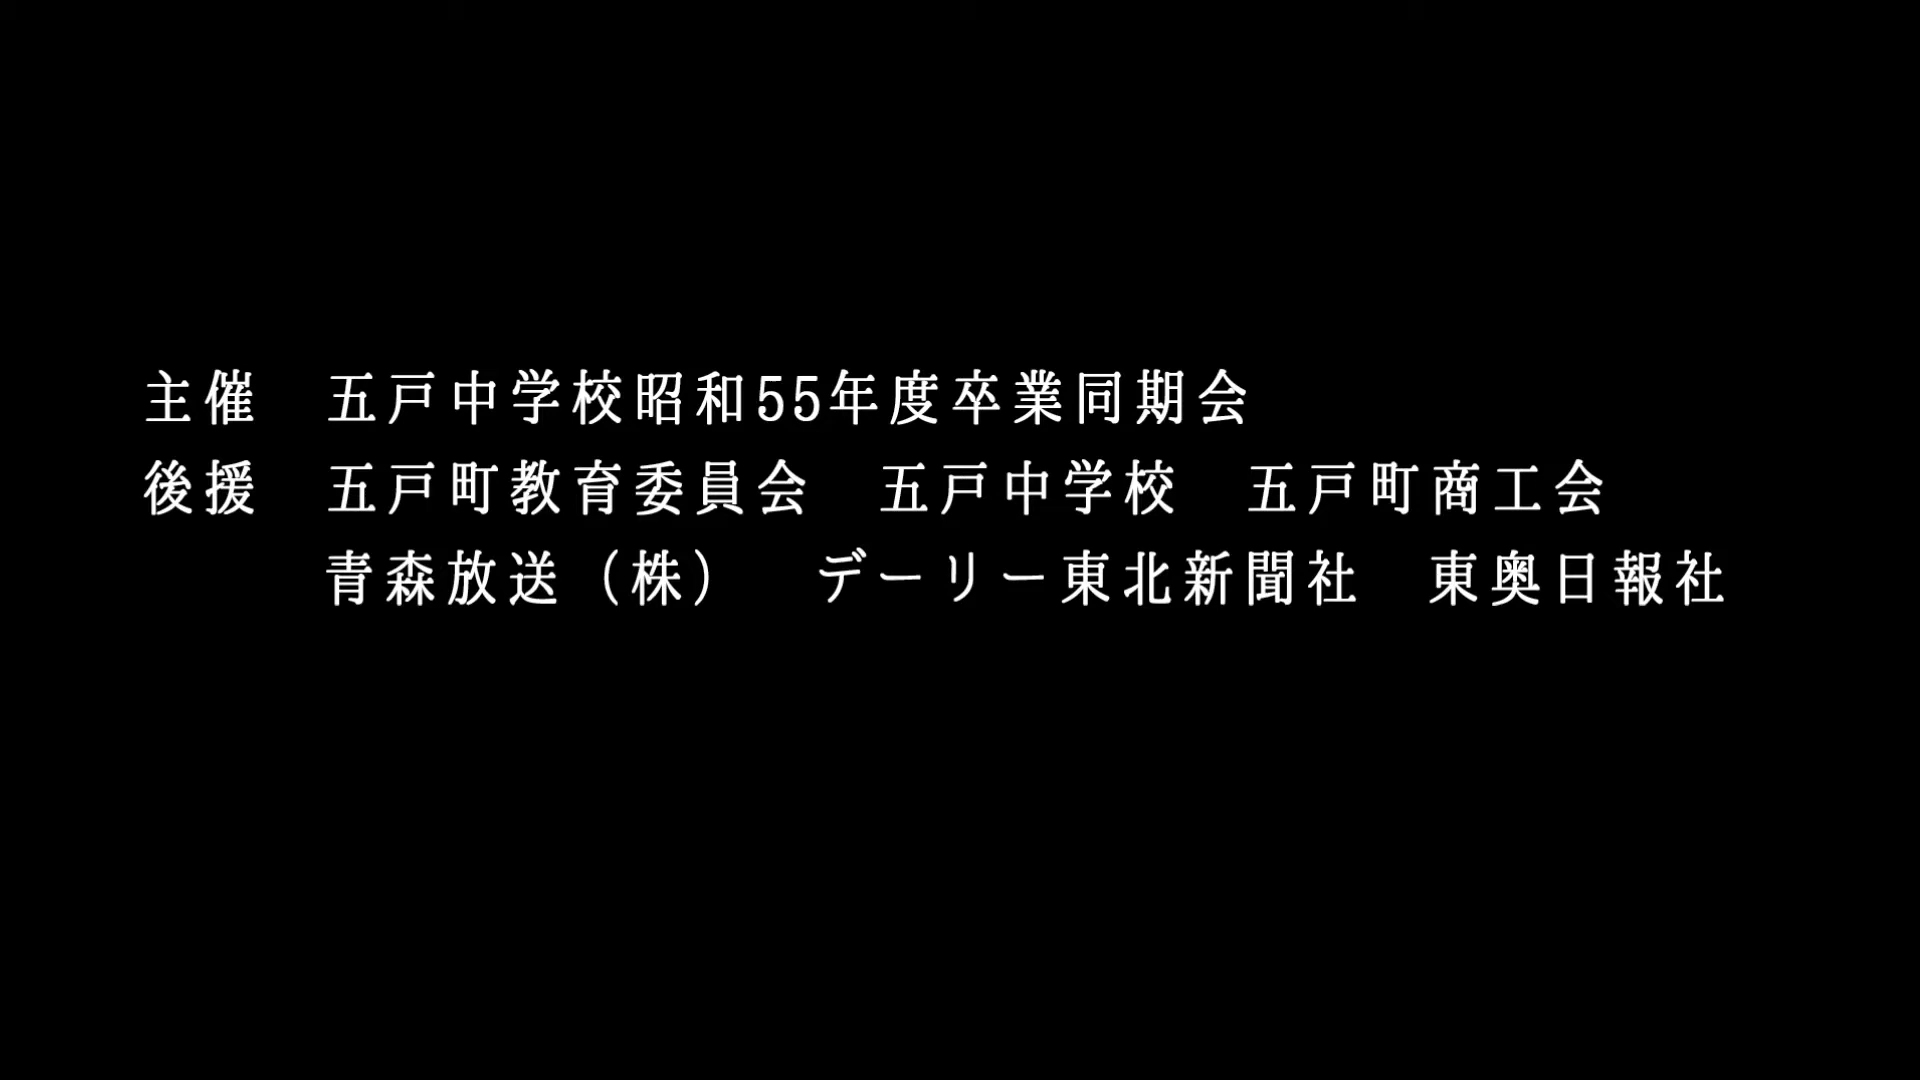 主催　五戸中学校昭和55年度卒業同期会
後援　五戸町教育委員会　五戸中学校　五戸町商工会
青森放送（株）　デーリー東北新聞社　東奥日報社